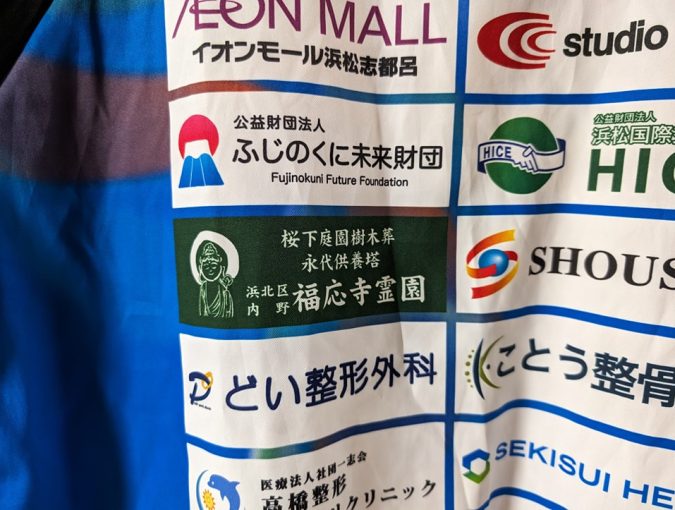 ÆON MALL
イオンモール浜松志都呂
studio
公益財団法人
ふじのくに未来財団
Fujinokuni Future Foundation
HICE
公益財団法人
浜松国際
HIC
桜下庭園樹木葬
永代供養塔
浜北区
内野
福応寺霊園
SHOUS
どい整形外科
ことう整骨
医療法人社団一志会
高橋整形
クリニック
SEKISUI HE